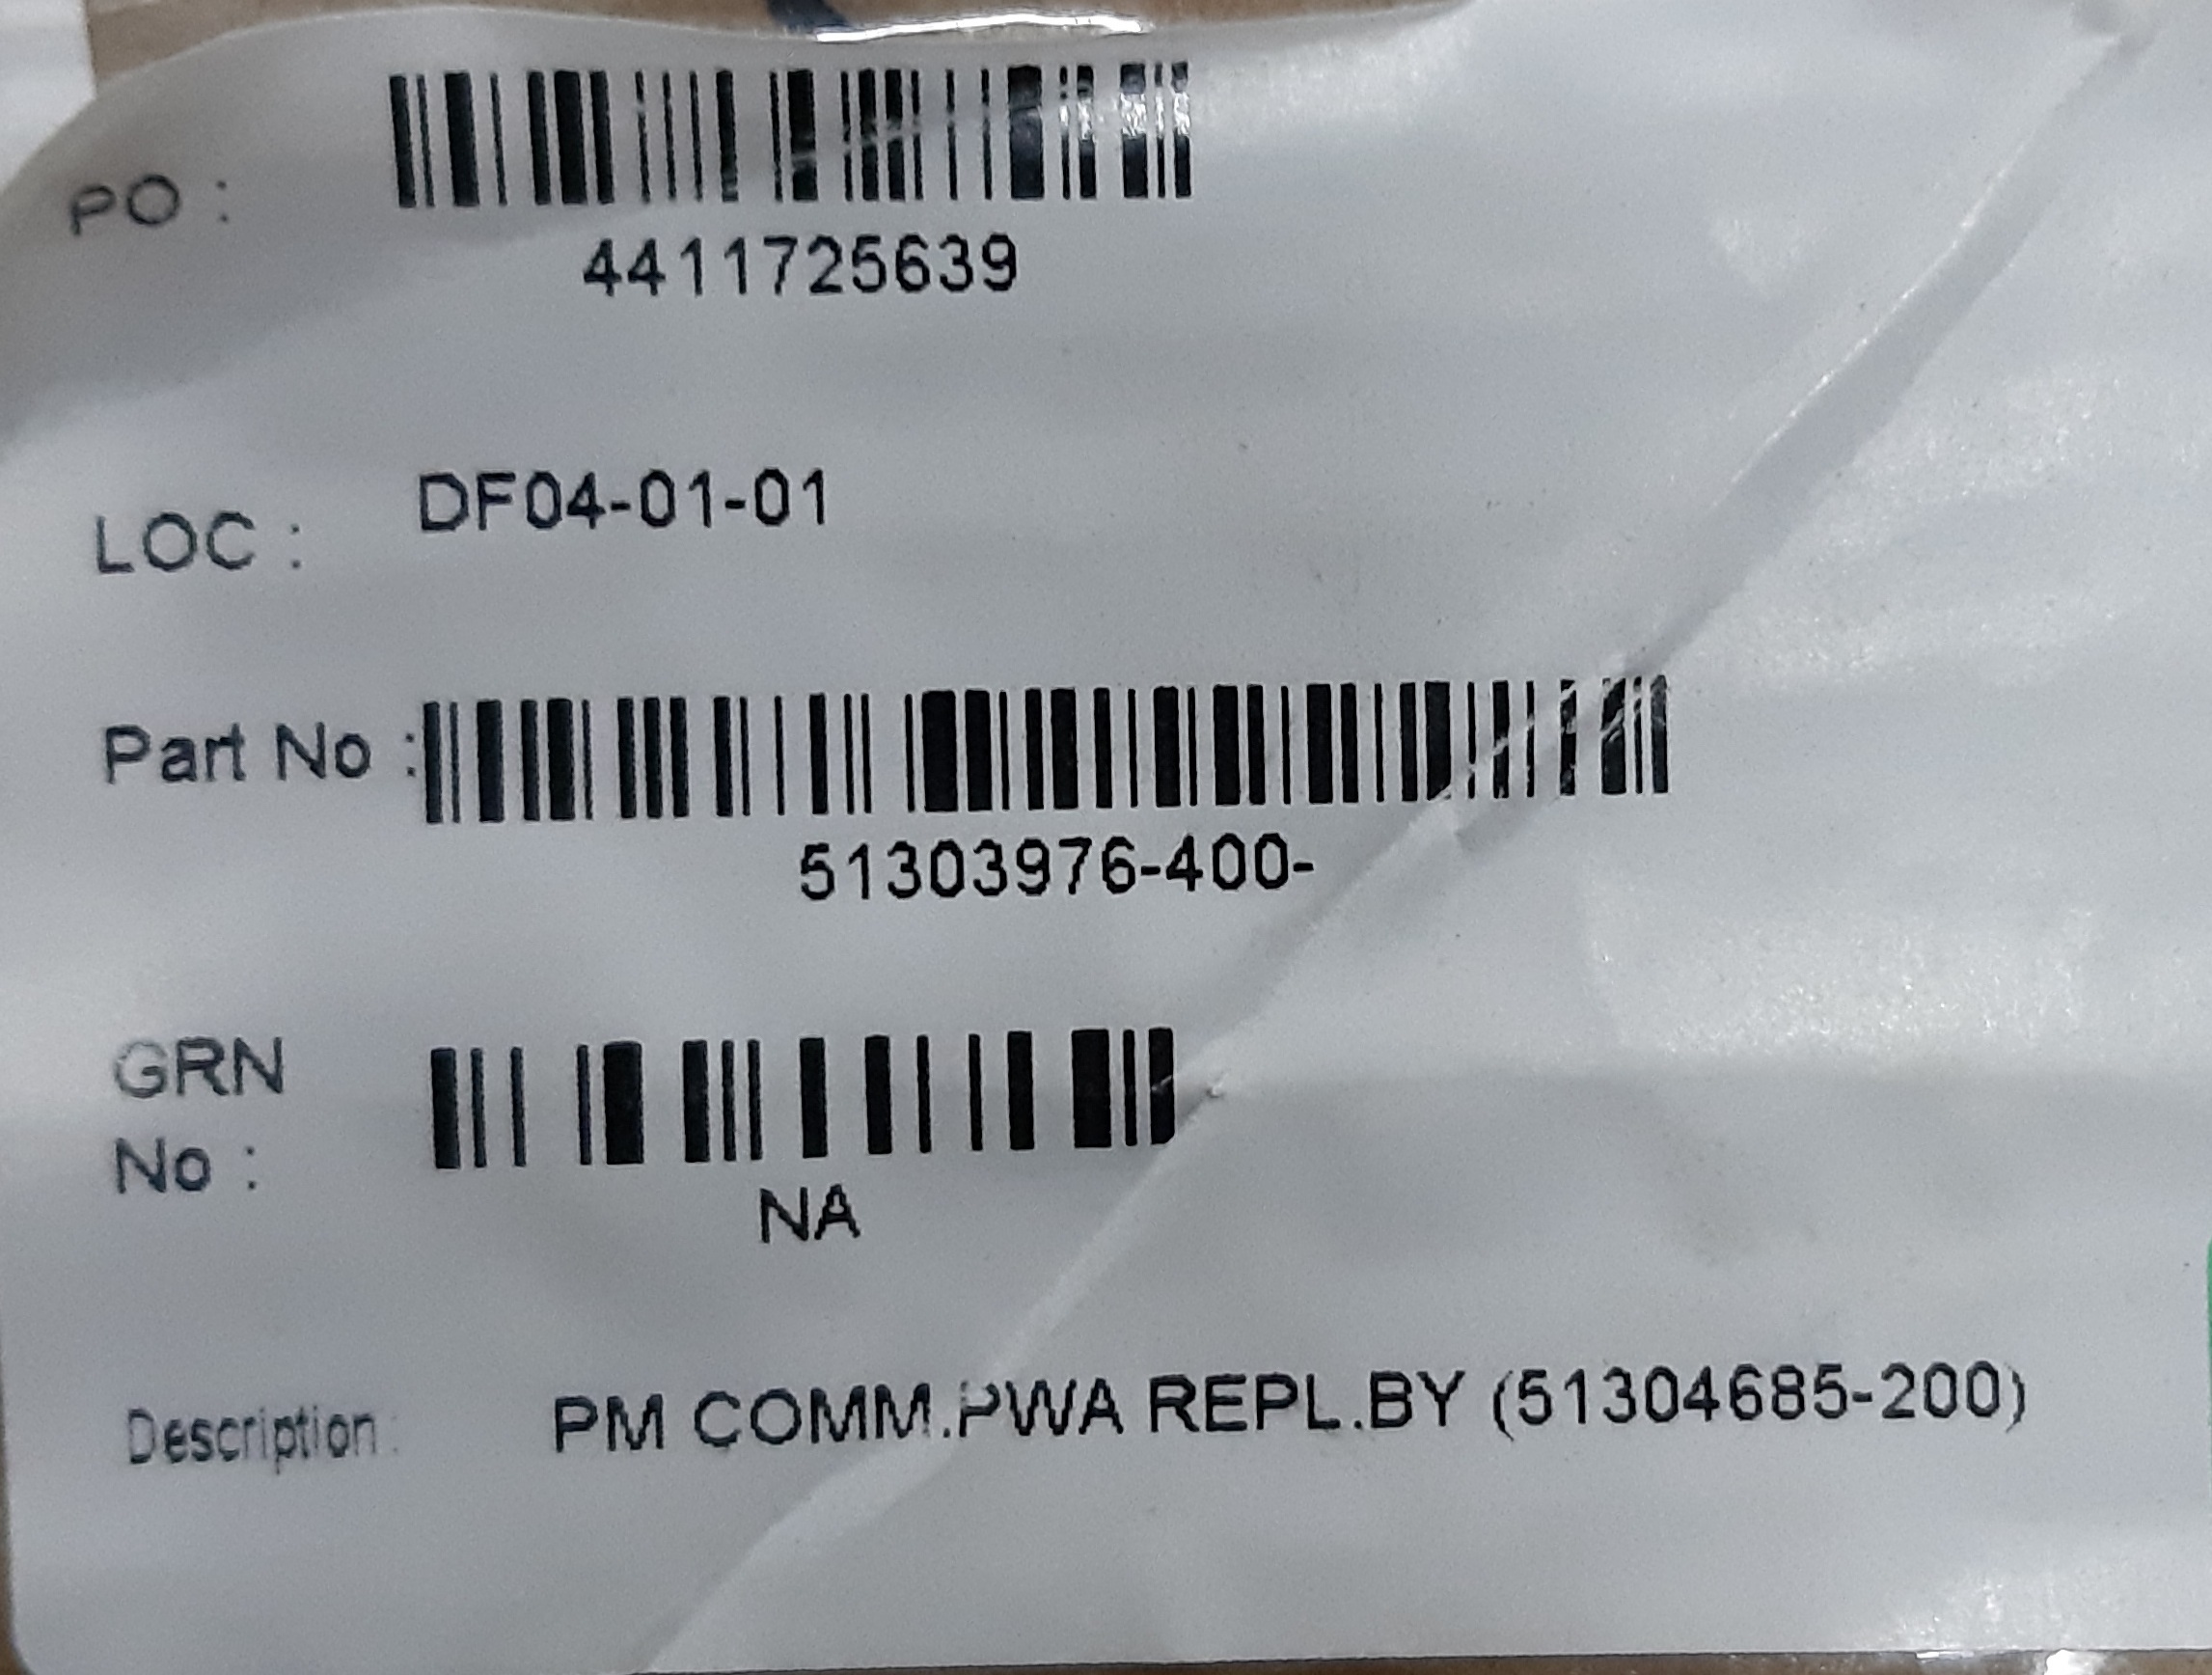 PO :
4411725639
LOC : DF04-01-01
Part No :
51303976-400-
GRN
No :
NA
Description: PM COMM.PWA REPL.BY (51304685-200)